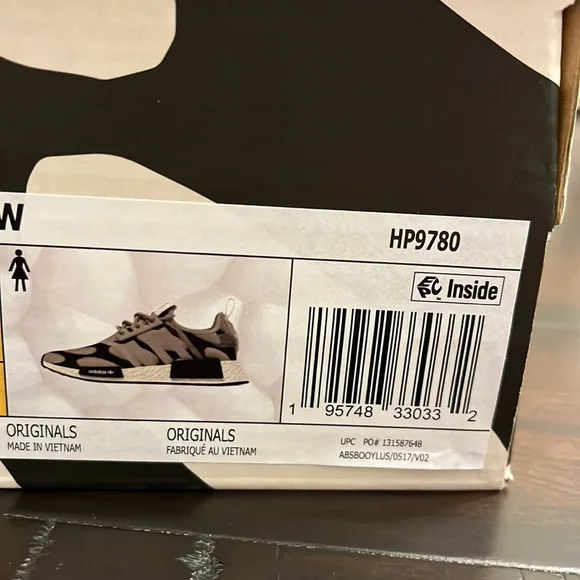 W
HP9780
EPC Inside
adidas
1 95748 33033 2
ORIGINALS
MADE IN VIETNAM
ORIGINALS
FABRIQUÉ AU VIETNAM
UPC PO# 131587648
ABSBOOYLUS/0517/V02